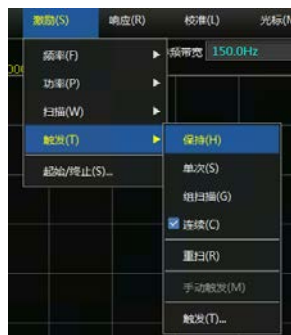 激励(S) 响应(R) 校准(L) 光标(M
频率(F) 频带宽 150.0Hz
功率(P)
扫描(W)
触发(T) 保持(H)
起始/终止(S)... 单次(S)
组扫描(G)
连续(C)
重扫(R)
手动触发(M)
触发(T)...